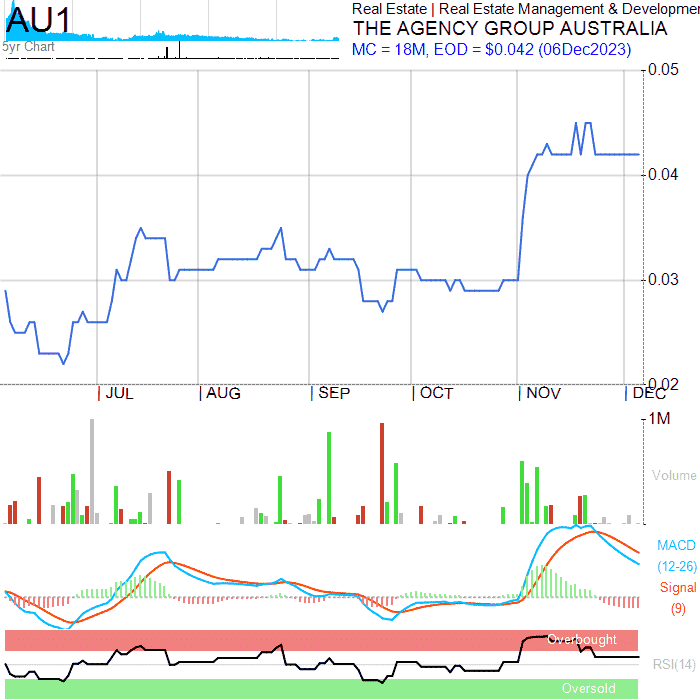 AU1
Real Estate | Real Estate Management & Developmen
THE AGENCY GROUP AUSTRALIA
5yr Chart
MC = 18M, EOD = $0.042 (06Dec2023)
0.05
0.04
0.03
0.02
JUL AUG SEP OCT NOV DEC
1M
Volume
MACD
(12-26)
Signal
(9)
Overbought
RSI(14)
Oversold